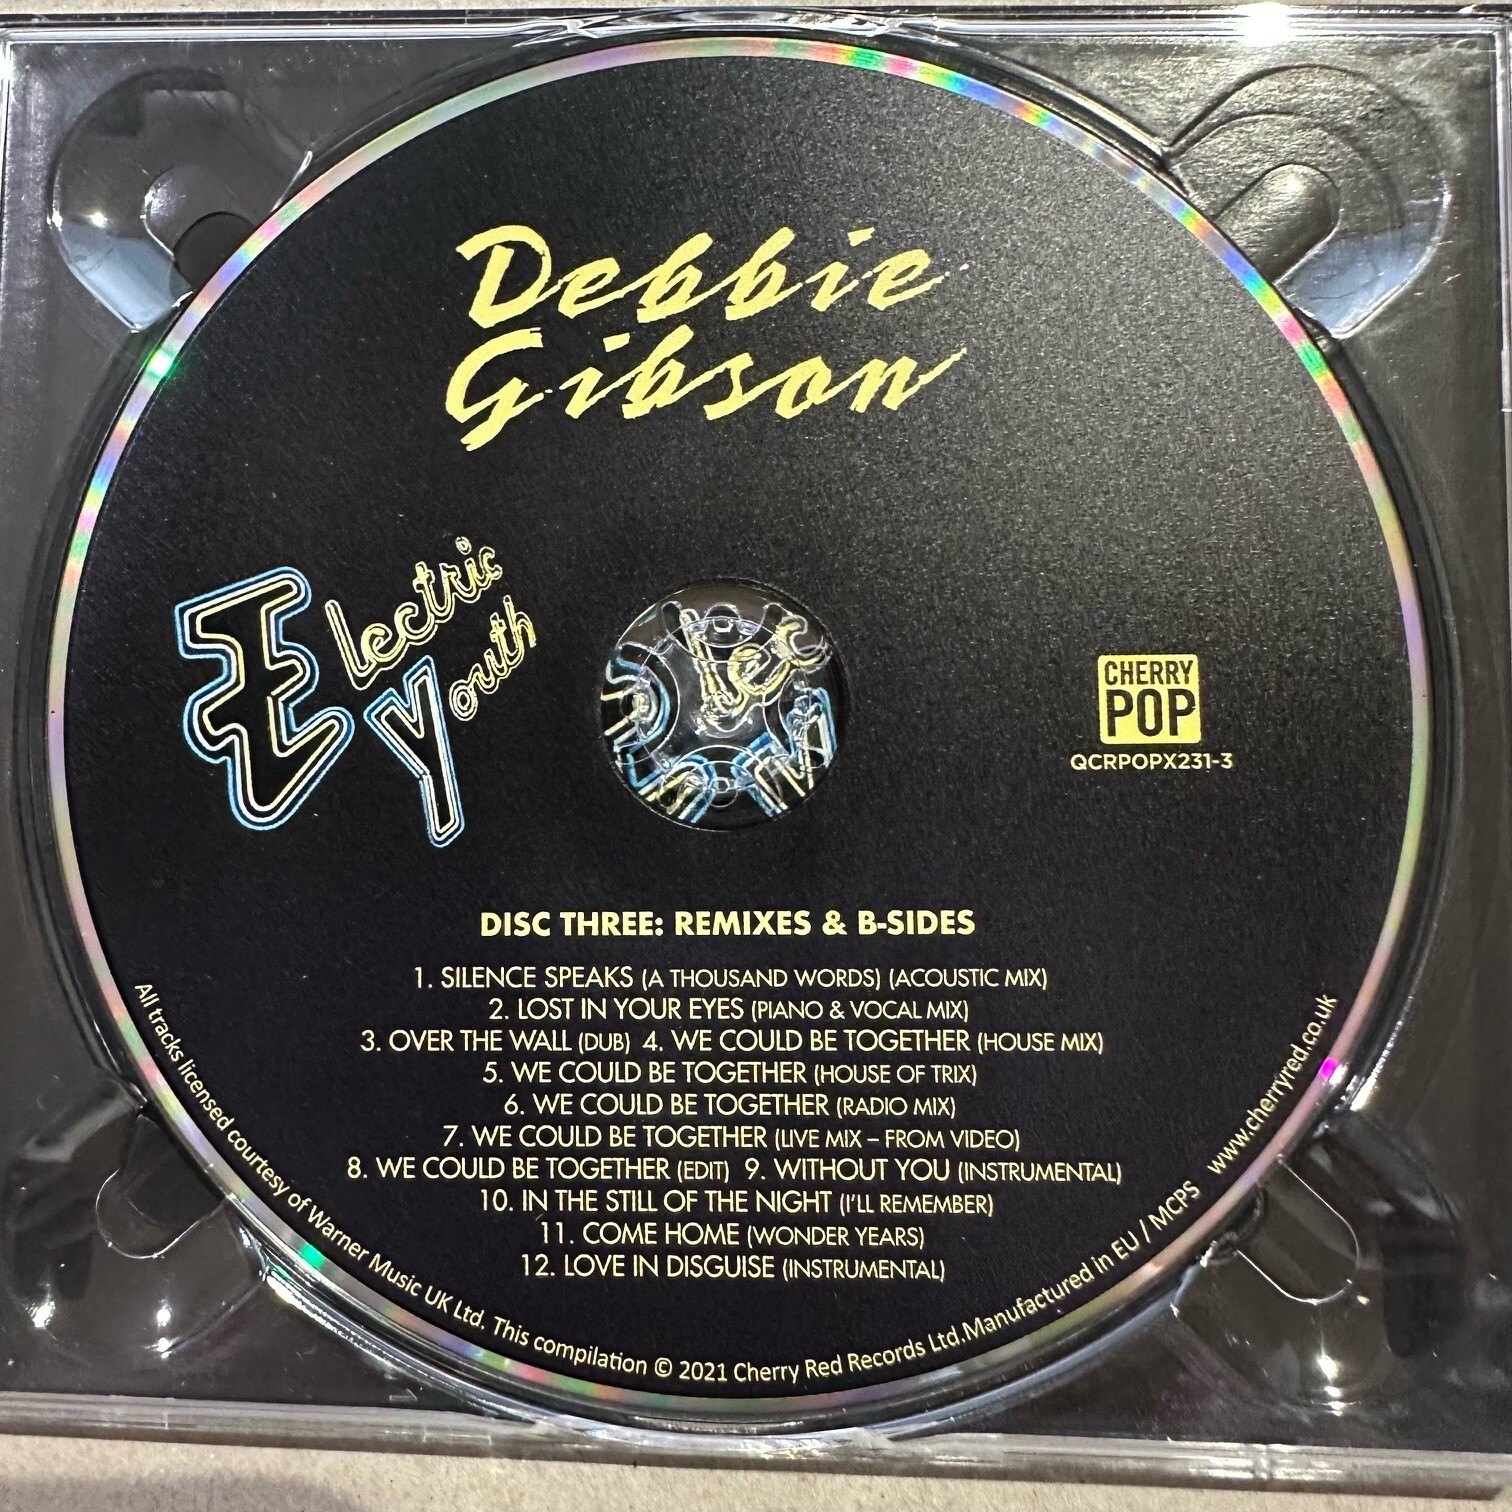 Debbie
Gibson
Electric
Youth
CHERRY
POP
QCRPOPX231-3
DISC THREE: REMIXES & B-SIDES
1. SILENCE SPEAKS (A THOUSAND WORDS) (ACOUSTIC MIX)
2. LOST IN YOUR EYES (PIANO & VOCAL MIX)
3. OVER THE WALL (DUB) 4. WE COULD BE TOGETHER (HOUSE MIX)
5. WE COULD BE TOGETHER (HOUSE OF TRIX)
6. WE COULD BE TOGETHER (RADIO MIX)
7. WE COULD BE TOGETHER (LIVE MIX – FROM VIDEO)
8. WE COULD BE TOGETHER (EDIT) 9. WITHOUT YOU (INSTRUMENTAL)
10. IN THE STILL OF THE NIGHT (I'LL REMEMBER)
11. COME HOME (WONDER YEARS)
12. LOVE IN DISGUISE (INSTRUMENTAL)
All tracks licensed courtesy of Warner Music UK Ltd. This compilation © 2021 Cherry Red Records Ltd.Manufactured in EU / MCPS www.cherryred.co.uk